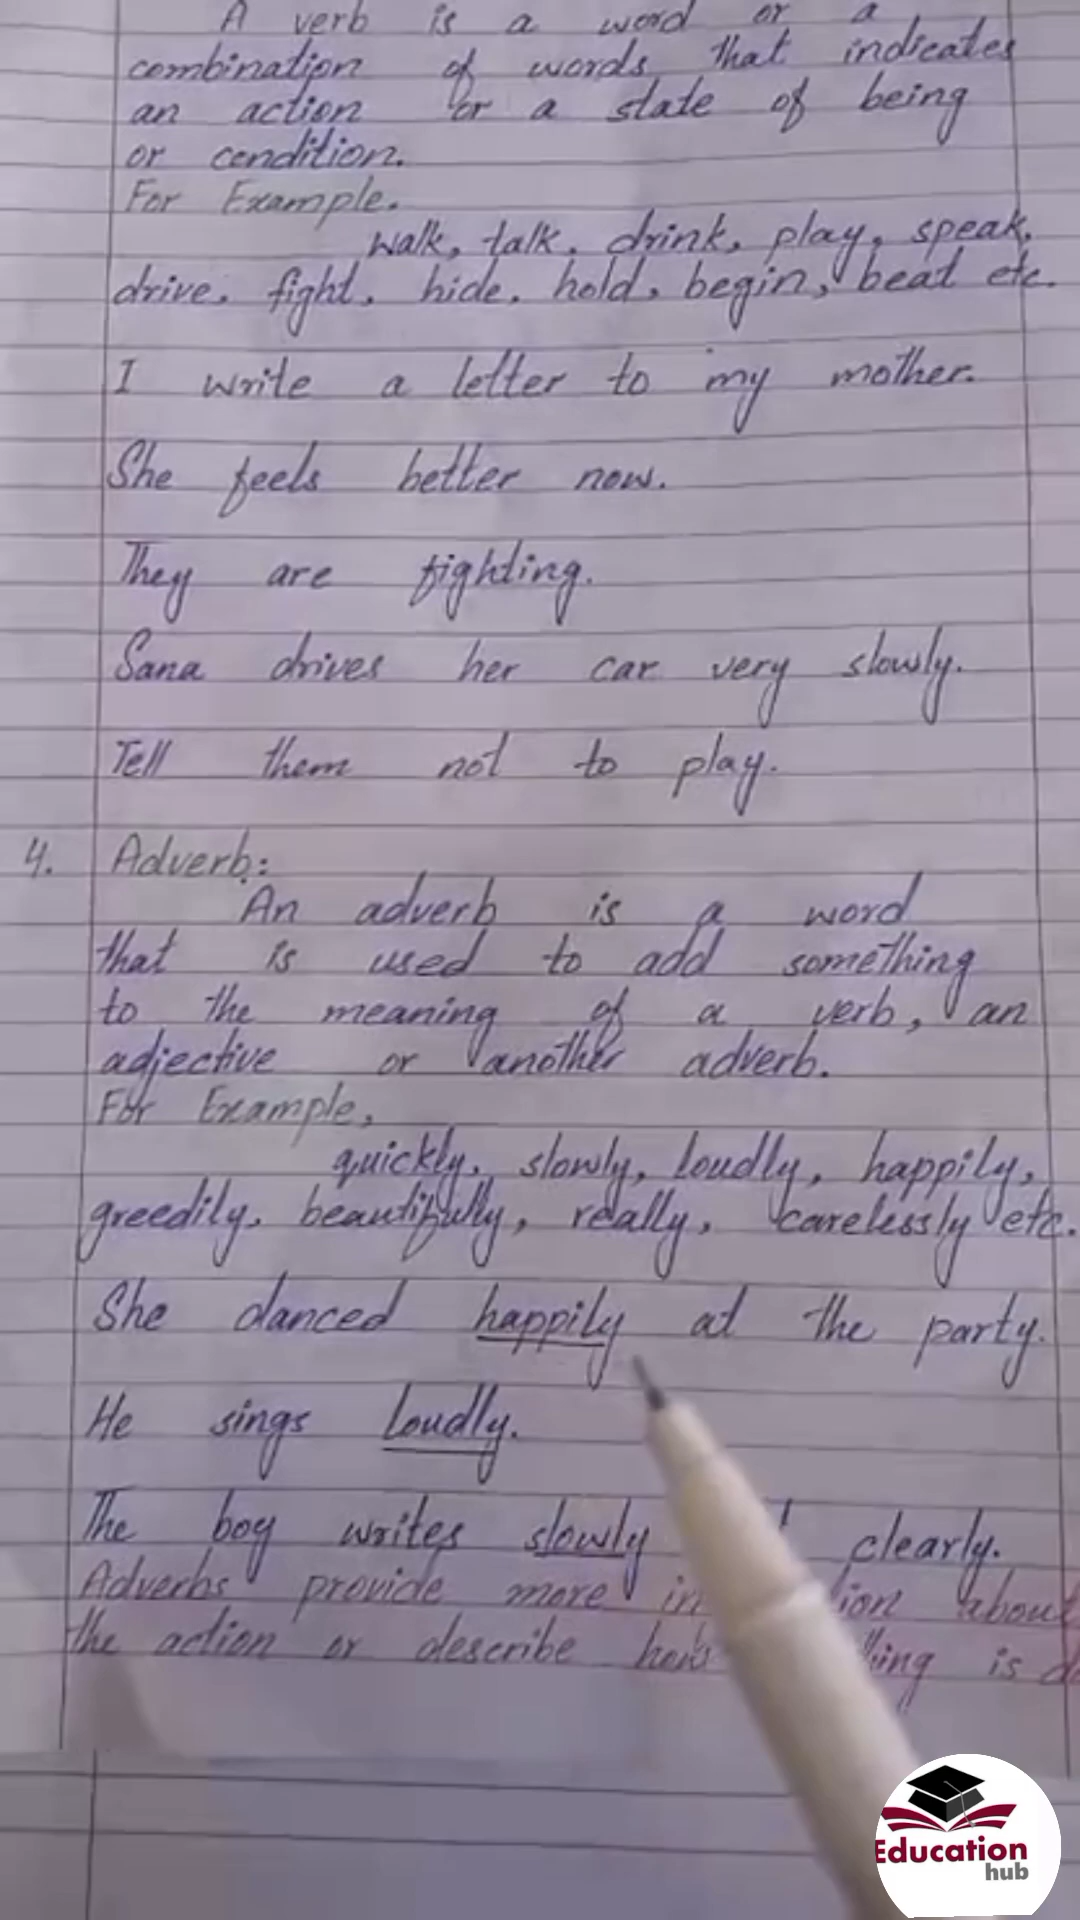 A verb is a word or a
combination of words that indicates
an action or a state of being
or condition.
For Example.
walk, talk, drink, play, speak,
drive, fight, hide, hold, begin, beat etc.
I write a letter to my mother.
She feels better now.
They are fighting.
Sana drives her car very slowly.
Tell them not to play.
4. Adverb:
An adverb is a word
that is used to add something
to the meaning of a verb, an
adjective or another adverb.
For Example,
quickly, slowly, loudly, happily,
greedily, beautifully, really, carelessly etc.
She danced happily at the party.
He sings loudly.
The boy writes slowly clearly.
Adverbs provide more about
the action or describe is
Education
hub